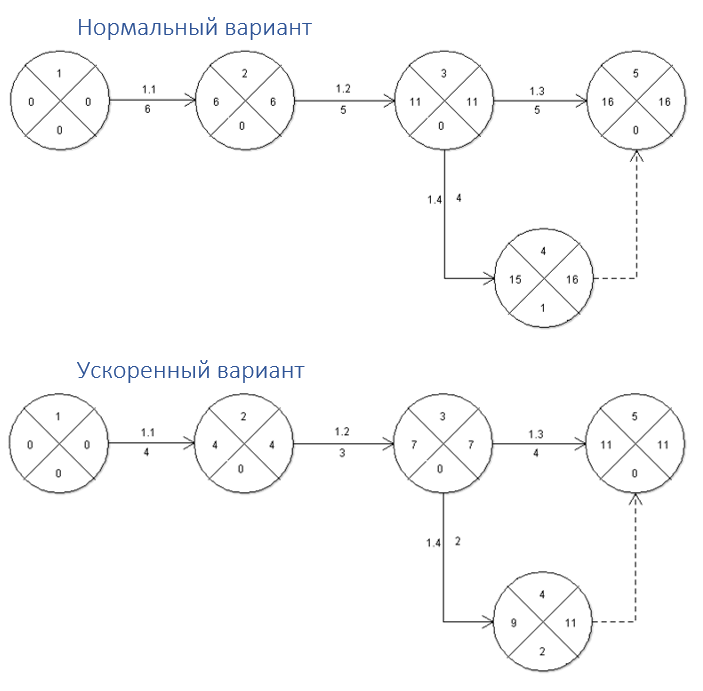 Нормальный вариант
1 2 3 5
1.1 1.2 1.3
0 0 6 6 11 11 16 16
6 5 5
0 0 0 0
1.4 4
4
15 16
1
Ускоренный вариант
1 2 3 5
1.1 1.2 1.3
0 0 4 4 7 7 11 11
4 3 4
0 0 0 0
1.4 2
4
9 11
2